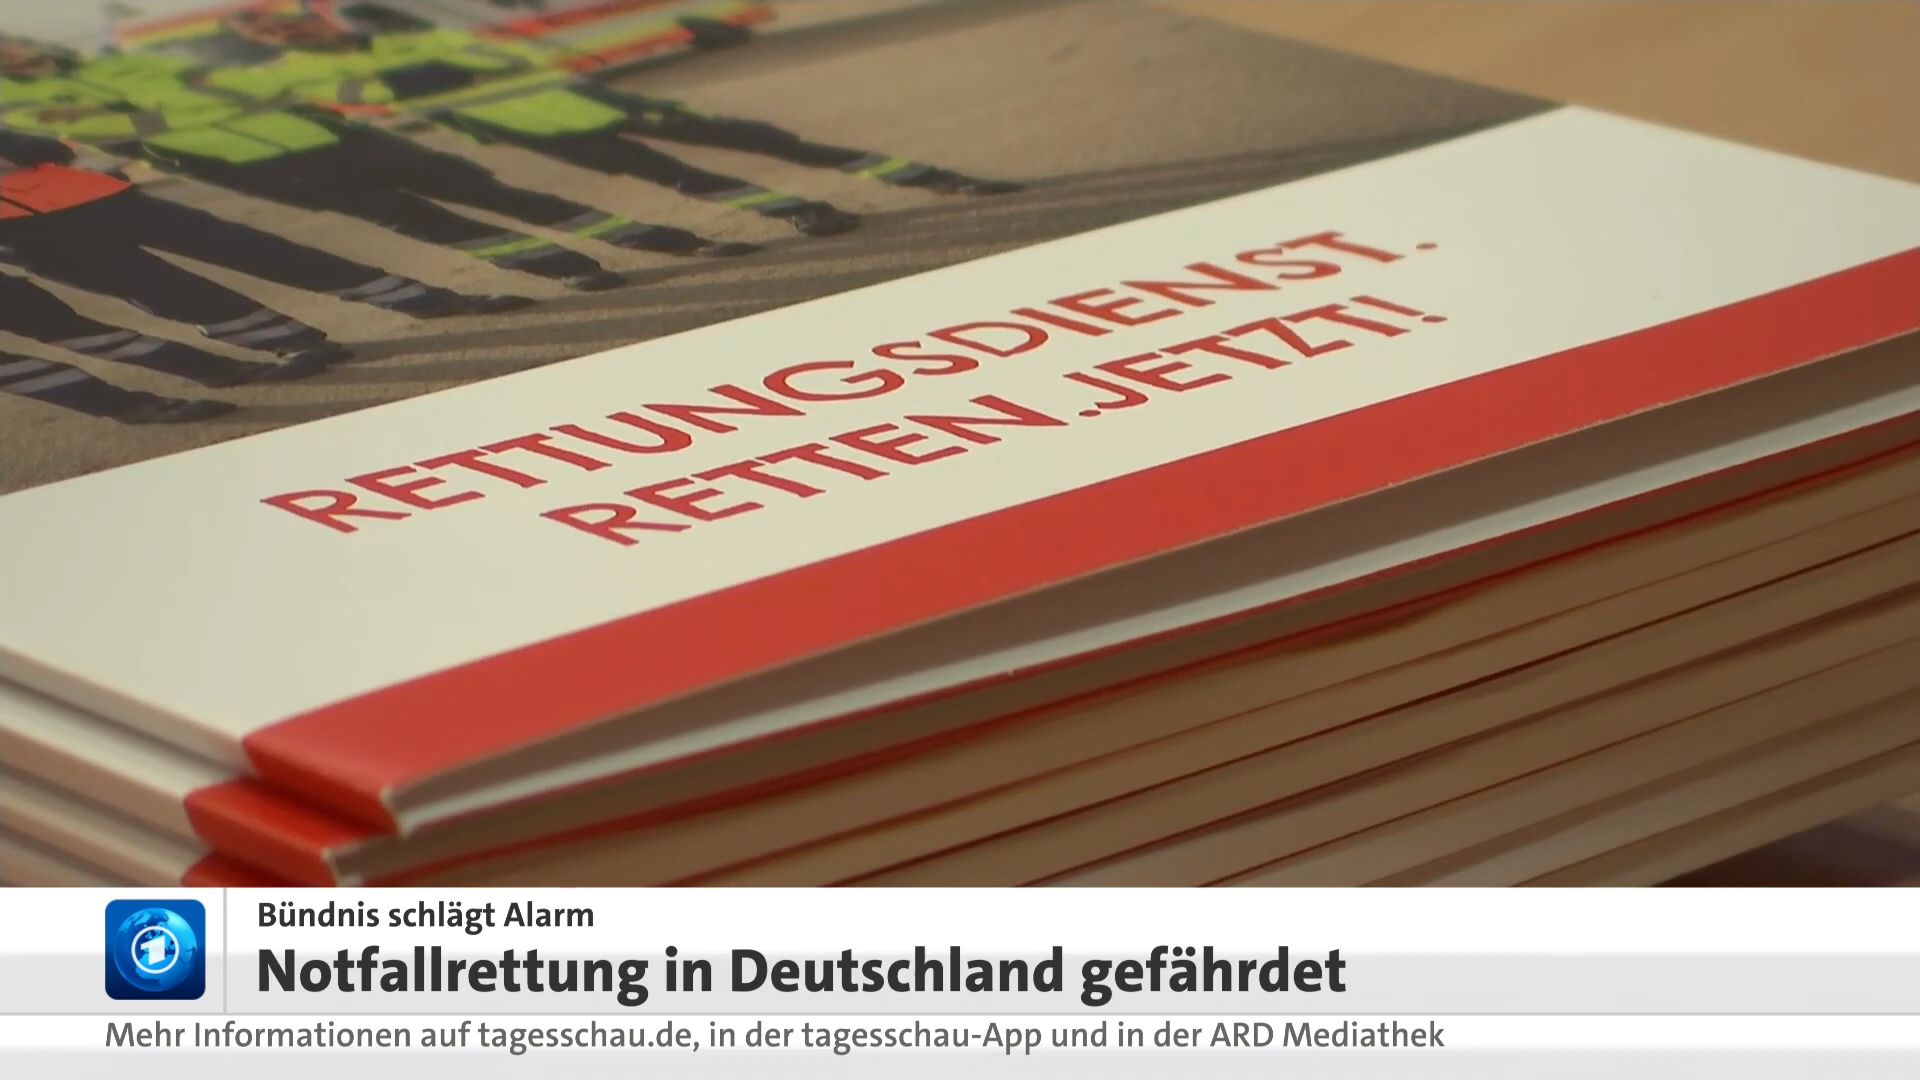 RETTUNGSDIENST.
RETTEN.JETZT!
1
Bündnis schlägt Alarm
Notfallrettung in Deutschland gefährdet
Mehr Informationen auf tagesschau.de, in der tagesschau-App und in der ARD Mediathek